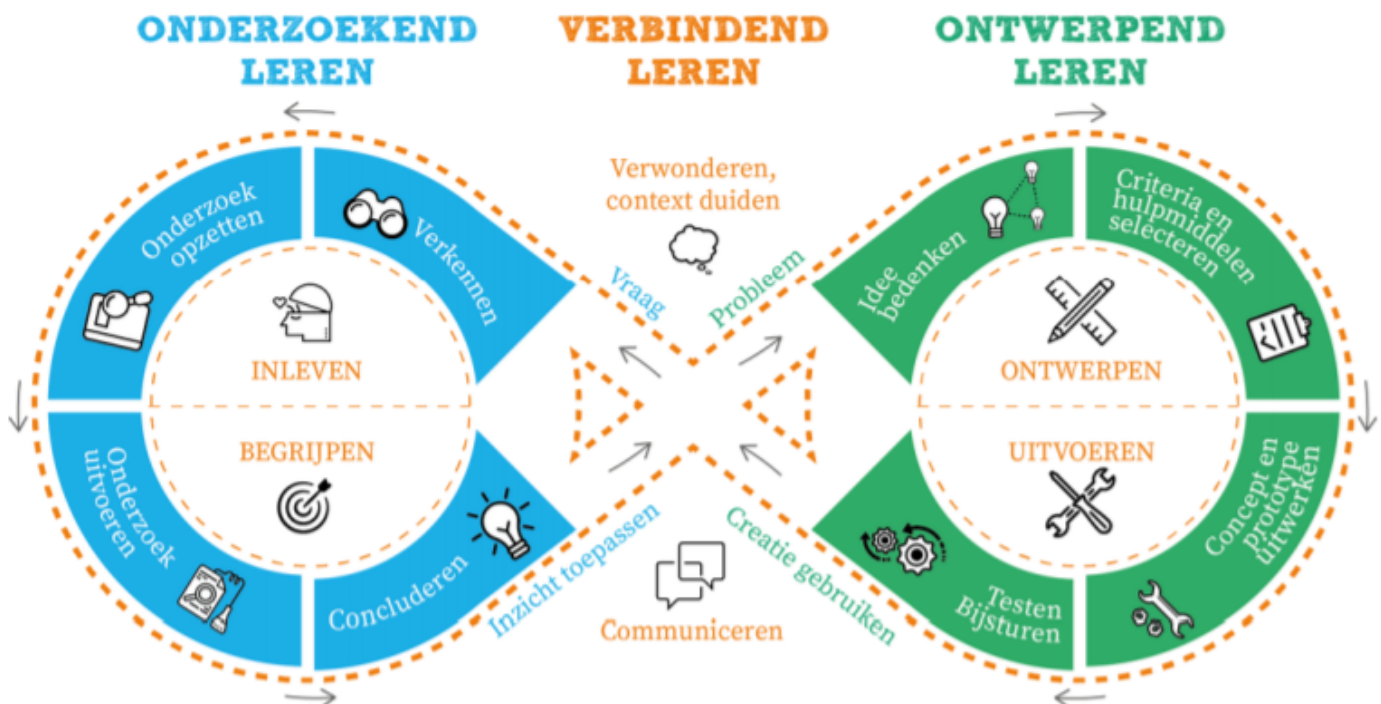 ONDERZOEKEND
LEREN
VERBINDEND
LEREN
ONTWERPEND
LEREN
Verwonderen,
context duiden
Onderzoek
opzetten
Verkennen
Vraag
Probleem
Idee
bedenken
Criteria en
hulpmiddelen
selecteren
INLEVEN
BEGRIJPEN
ONTWERPEN
UITVOEREN
Onderzoek
uitvoeren
Concluderen
Inzicht toepassen
Communiceren
Creatie gebruiken
Testen
Bijsturen
Concept en
prototype
uitwerken